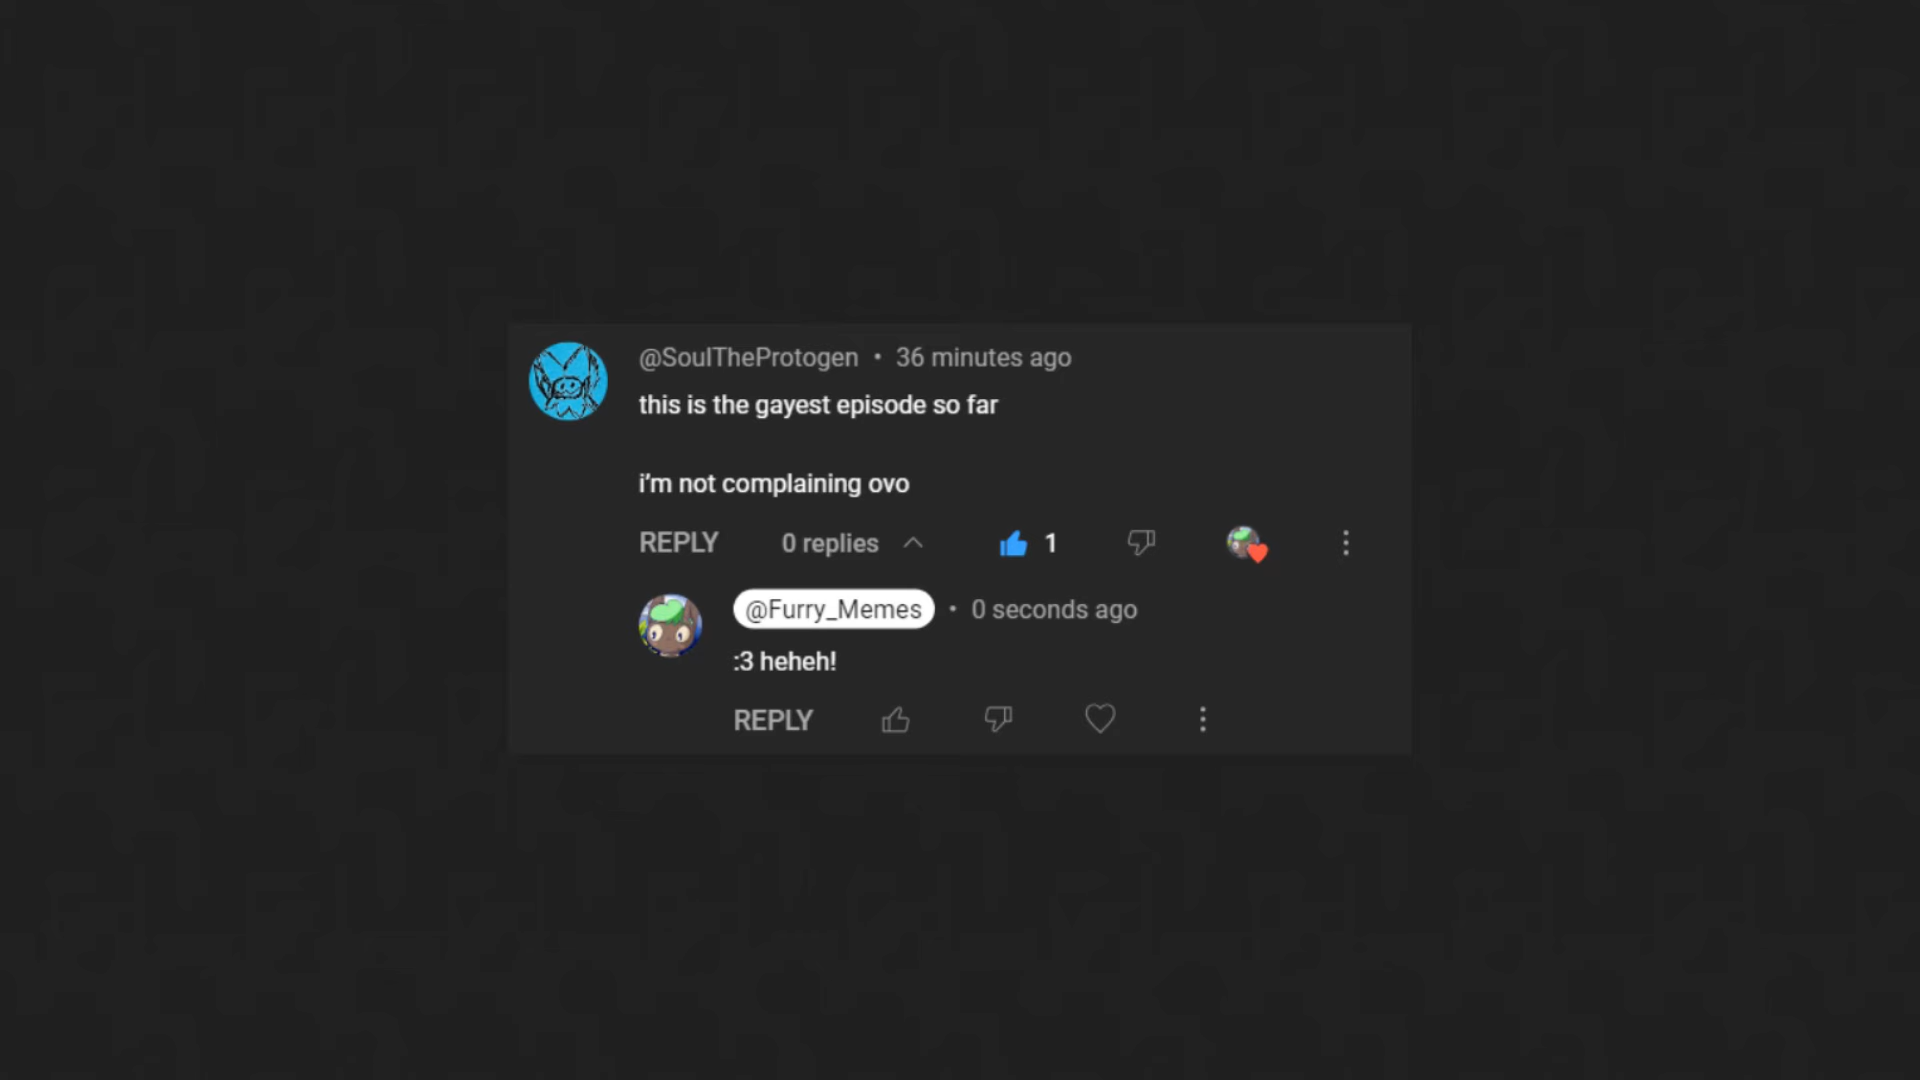 @SoulTheProtogen • 36 minutes ago
this is the gayest episode so far
i'm not complaining ovo
REPLY 0 replies 1
@Furry_Memes • 0 seconds ago
:3 heheh!
REPLY